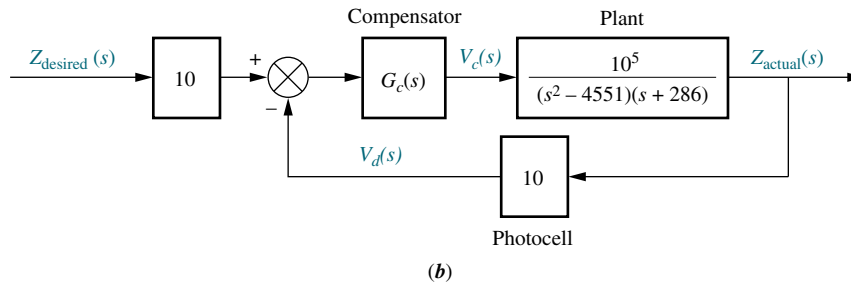 Compensator
Plant
Z_desired (s)
10
+
−
G_c(s)
V_c(s)
10^5
(s^2 − 4551)(s + 286)
Z_actual(s)
V_d(s)
10
Photocell
(b)